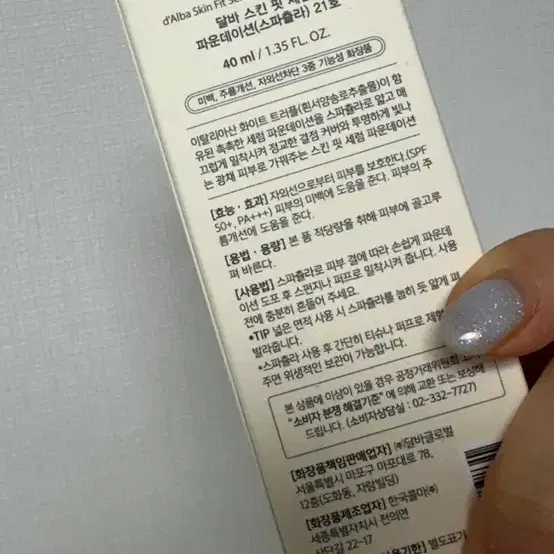 d'Alba Skin Fit
달바 스킨 핏
파운데이션(스파츌라) 21호
40 ml / 1.35 FL. OZ.
미백, 주름개선, 자외선차단 3중 기능성 화장품
이탈리아산 화이트 트러플(흰서양송로추출물)이 함
유된 촉촉한 세럼 파운데이션을 스파츌라로 얇고 매
끄럽게 밀착시켜 정교한 결점 커버와 투명하게 빛나
는 광채 피부로 가꿔주는 스킨 핏 세럼 파운데이션
[효능·효과] 자외선으로부터 피부를 보호한다.(SPF
50+, PA+++) 피부의 미백에 도움을 준다. 피부의 주
름개선에 도움을 준다.
[용법·용량] 본 품 적당량을 취해 피부에 골고루
펴 바른다.
[사용법] 스파츌라로 피부 결에 따라 손쉽게 파운데
이션 도포 후 스펀지나 퍼프로 밀착시켜 줍니다. 사용
전에 충분히 흔들어 주세요.
•TIP 넓은 면적 사용 시 스파츌라를 눕혀 듯 얇게 펴
발라줍니다.
•스파츌라 사용 후 간단히 티슈나 퍼프로
주면 위생적인 보관이 가능합니다.
본 상품에 이상이 있을 경우 공정거래위원회
"소비자 분쟁 해결기준"에 의해 교환 또는 보상해
드립니다. (소비자상담실 : 02-332-7727)
[화장품책임판매업자] ㈜달바글로벌
서울특별시 마포구 마포대로 78,
12층(도화동, 자람빌딩)
[화장품제조업자] 한국콜마㈜
세종특별자치시 전의면
산단길 22-17
사용기한] 별도표기